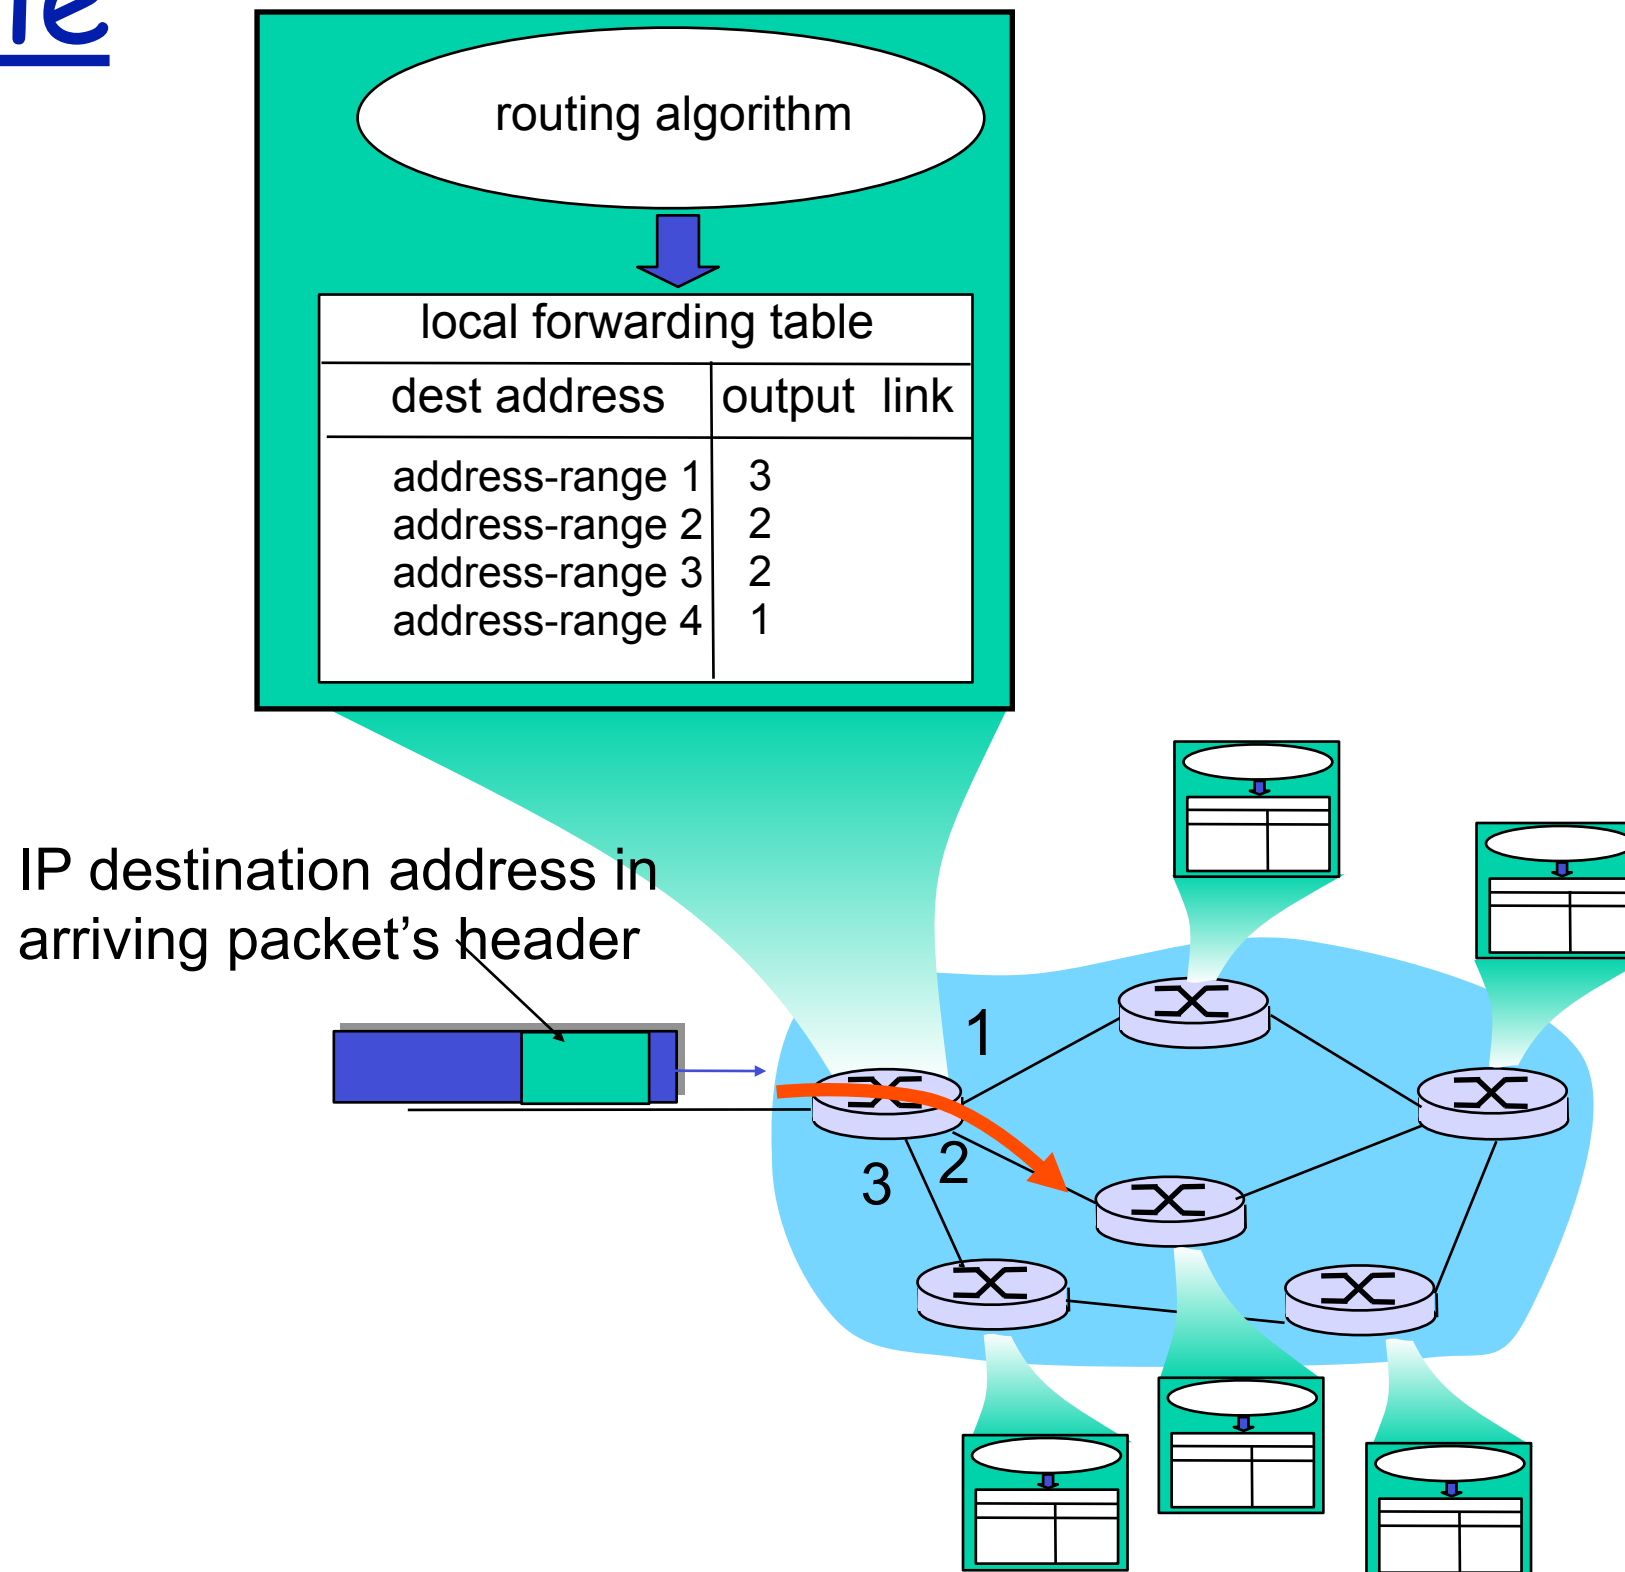 routing algorithm
local forwarding table
dest address output link
address-range 1 3
address-range 2 2
address-range 3 2
address-range 4 1
IP destination address in
arriving packet’s header
1
2
3